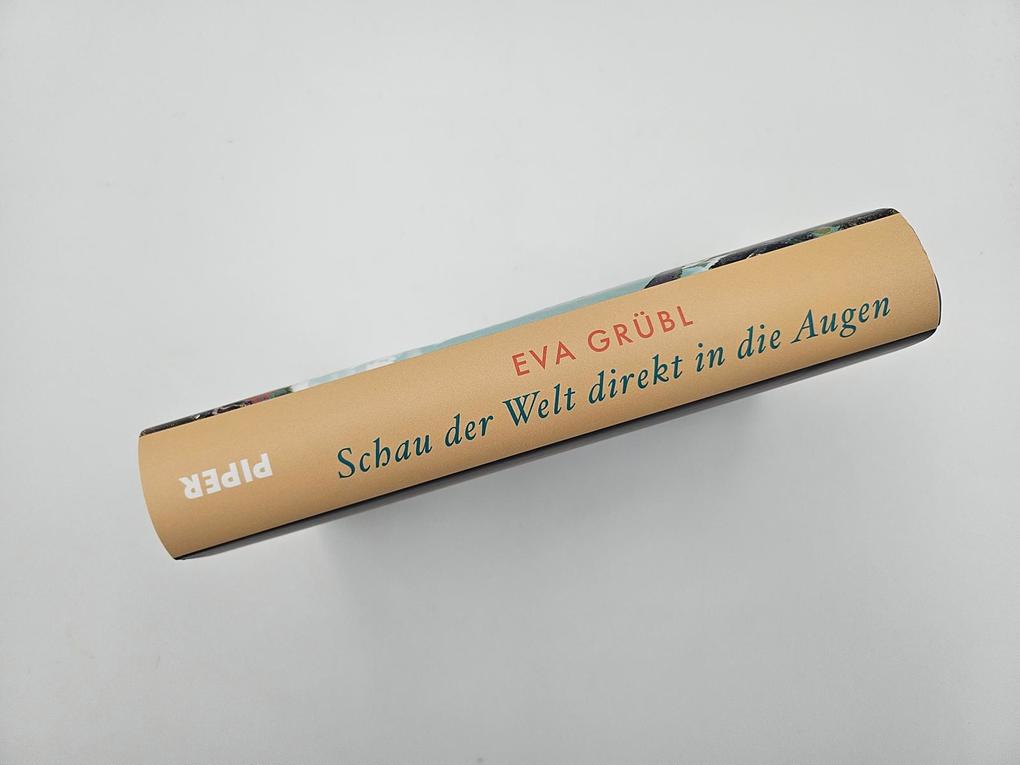 EVA GRÜBL
Schau der Welt direkt in die Augen
PIPER